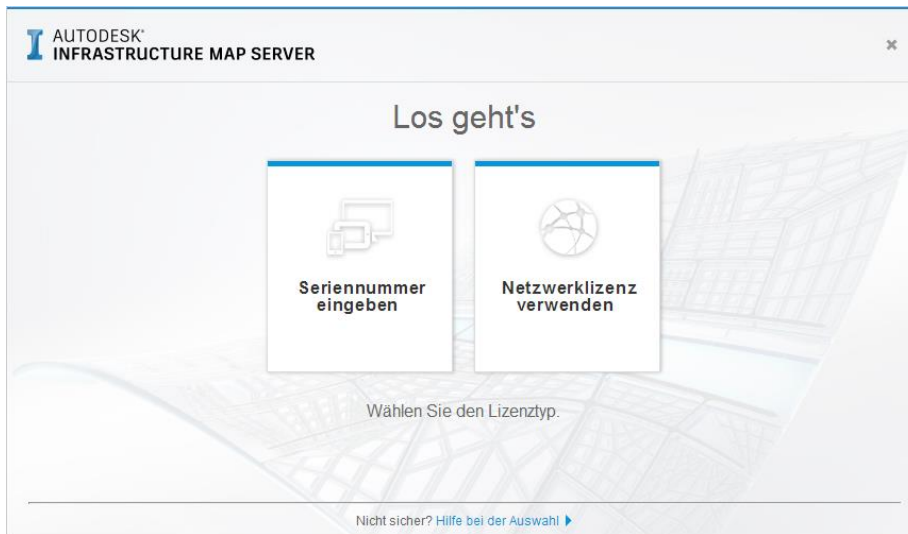 AUTODESK®
INFRASTRUCTURE MAP SERVER
Los geht's
Seriennummer
eingeben
Netzwerklizenz
verwenden
Wählen Sie den Lizenztyp.
Nicht sicher? Hilfe bei der Auswahl